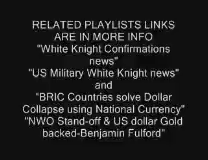 RELATED PLAYLISTS LINKS
ARE IN MORE INFO
"White Knight Confirmations
news"
"US Military White Knight news"
and
"BRIC Countries solve Dollar
Collapse using National Currency"
"NWO Stand-off & US dollar Gold
backed-Benjamin Fulford"